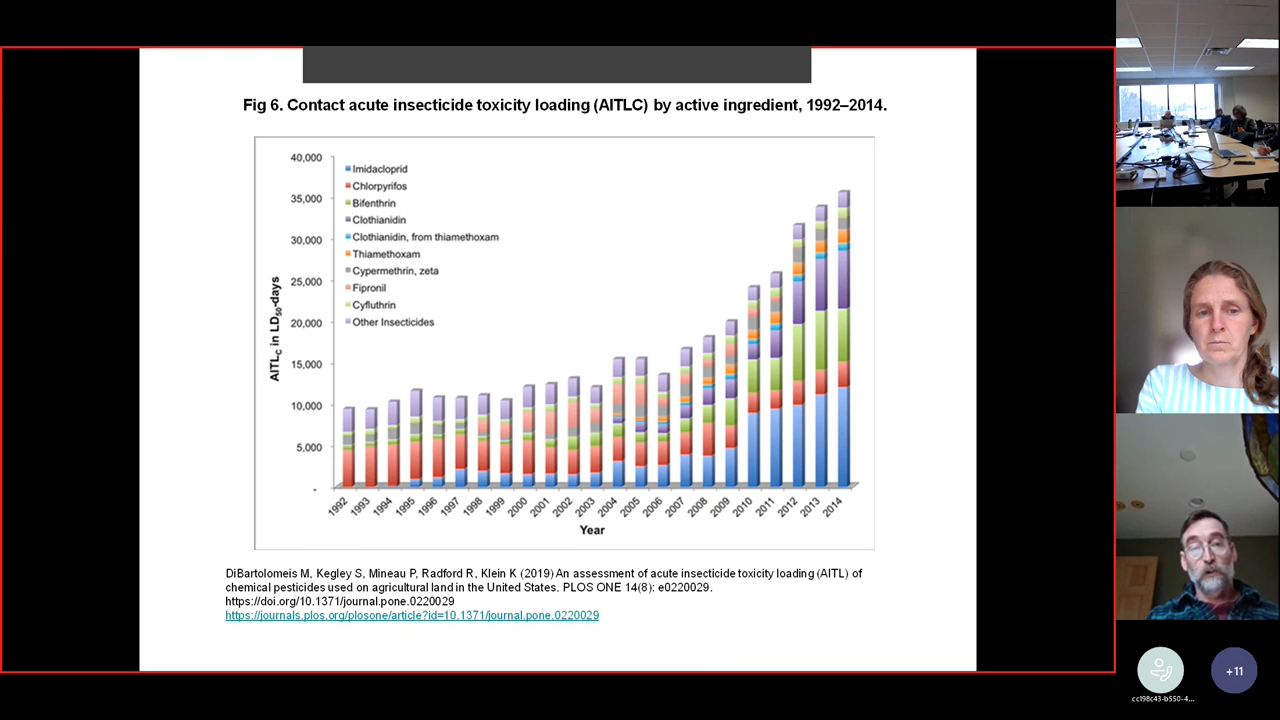 Fig 6. Contact acute insecticide toxicity loading (AITLC) by active ingredient, 1992–2014.
40,000
35,000
30,000
25,000
20,000
15,000
10,000
5,000
-
AITLC in LD50-days
Imidacloprid
Chlorpyrifos
Bifenthrin
Clothianidin
Clothianidin, from thiamethoxam
Thiamethoxam
Cypermethrin, zeta
Fipronil
Cyfluthrin
Other Insecticides
1992
1993
1994
1995
1996
1997
1998
1999
2000
2001
2002
2003
2004
2005
2006
2007
2008
2009
2010
2011
2012
2013
2014
Year
DiBartolomeis M, Kegley S, Mineau P, Radford R, Klein K (2019) An assessment of acute insecticide toxicity loading (AITL) of
chemical pesticides used on agricultural land in the United States. PLOS ONE 14(8): e0220029.
https://doi.org/10.1371/journal.pone.0220029
https://journals.plos.org/plosone/article?id=10.1371/journal.pone.0220029
cc198c43-b550-4...
+11